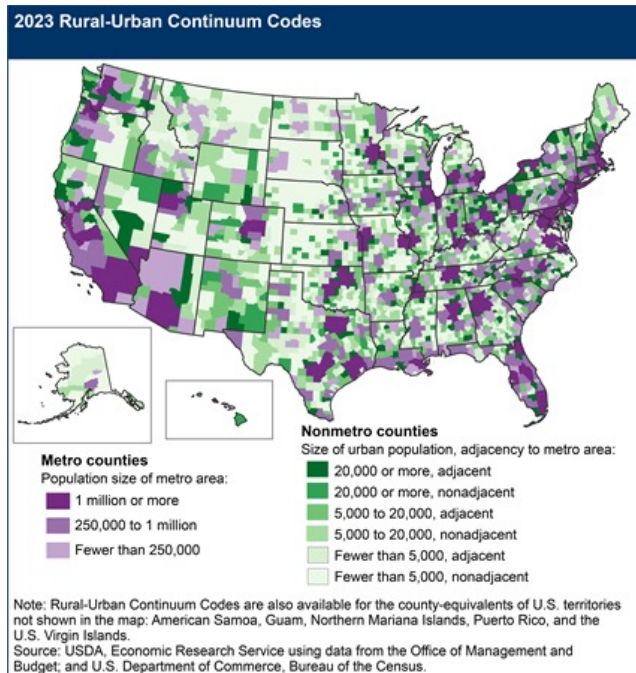 2023 Rural-Urban Continuum Codes
Metro counties
Population size of metro area:
1 million or more
250,000 to 1 million
Fewer than 250,000
Nonmetro counties
Size of urban population, adjacency to metro area:
20,000 or more, adjacent
20,000 or more, nonadjacent
5,000 to 20,000, adjacent
5,000 to 20,000, nonadjacent
Fewer than 5,000, adjacent
Fewer than 5,000, nonadjacent
Note: Rural-Urban Continuum Codes are also available for the county-equivalents of U.S. territories
not shown in the map: American Samoa, Guam, Northern Mariana Islands, Puerto Rico, and the
U.S. Virgin Islands.
Source: USDA, Economic Research Service using data from the Office of Management and
Budget; and U.S. Department of Commerce, Bureau of the Census.